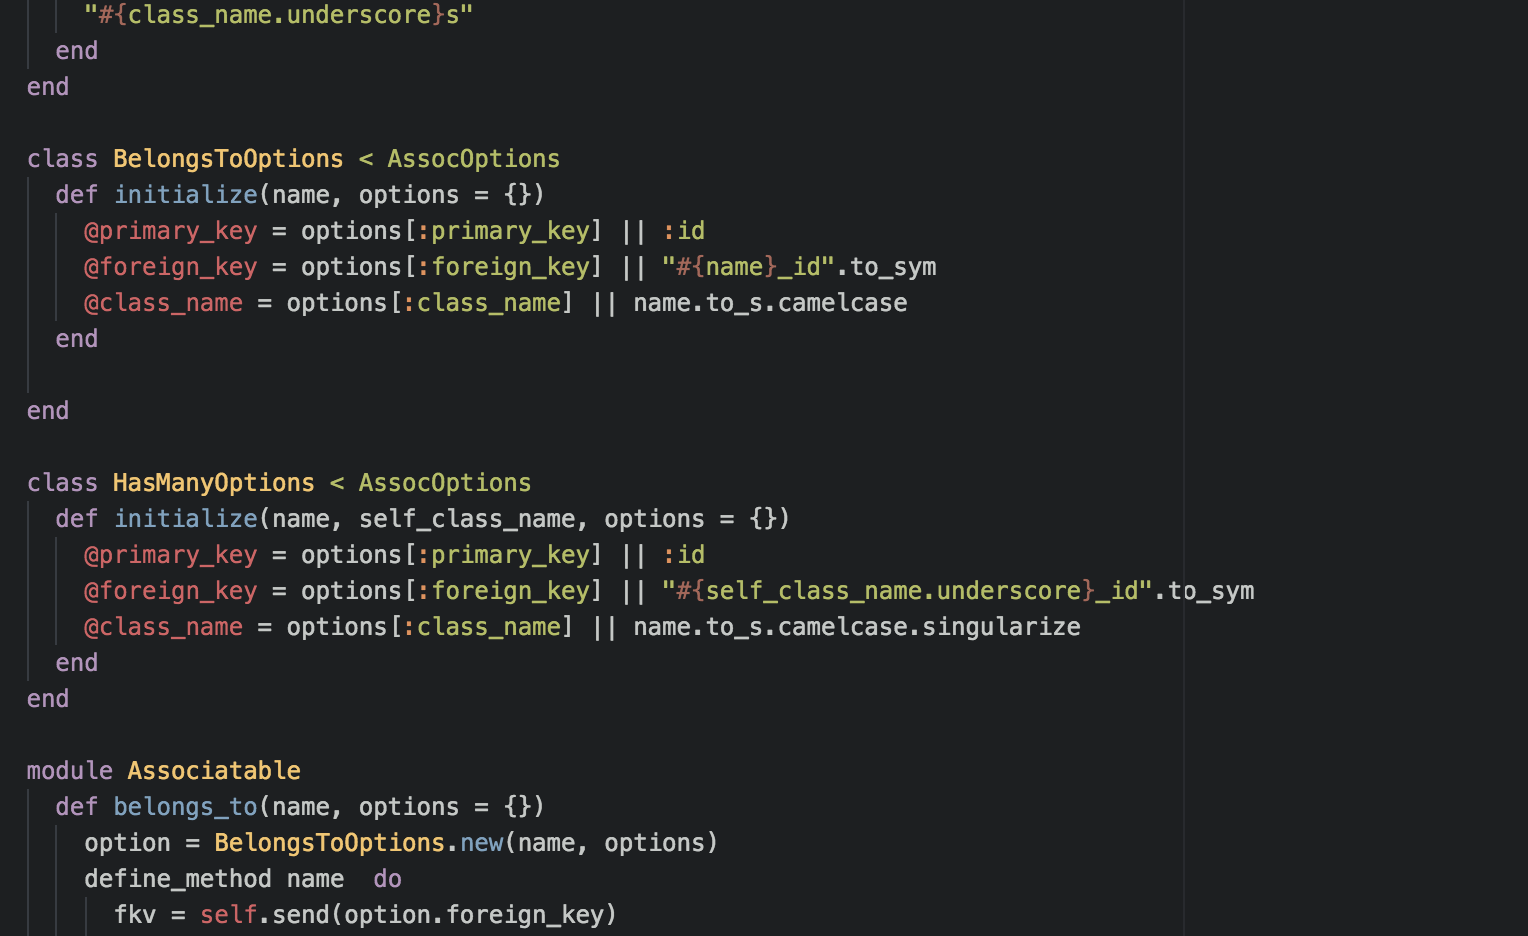 "#{class_name.underscore}s"
end
end
class BelongsToOptions < AssocOptions
def initialize(name, options = {})
@primary_key = options[:primary_key] || :id
@foreign_key = options[:foreign_key] || "#{name}_id".to_sym
@class_name = options[:class_name] || name.to_s.camelcase
end
end
class HasManyOptions < AssocOptions
def initialize(name, self_class_name, options = {})
@primary_key = options[:primary_key] || :id
@foreign_key = options[:foreign_key] || "#{self_class_name.underscore}_id".to_sym
@class_name = options[:class_name] || name.to_s.camelcase.singularize
end
end
module Associatable
def belongs_to(name, options = {})
option = BelongsToOptions.new(name, options)
define_method name  do
fkv = self.send(option.foreign_key)